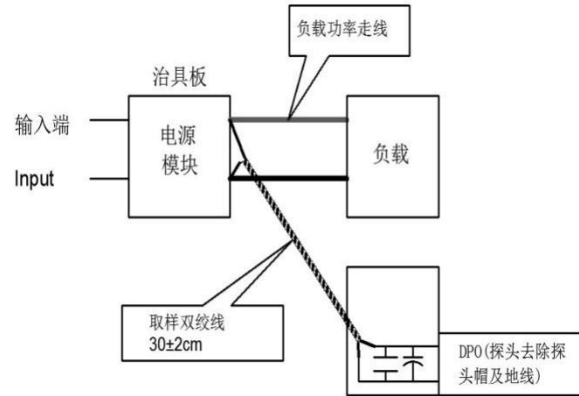 负载功率走线
治具板
输入端
Input
电源
模块
负载
取样双绞线
30±2cm
DPO(探头去除探
头帽及地线)